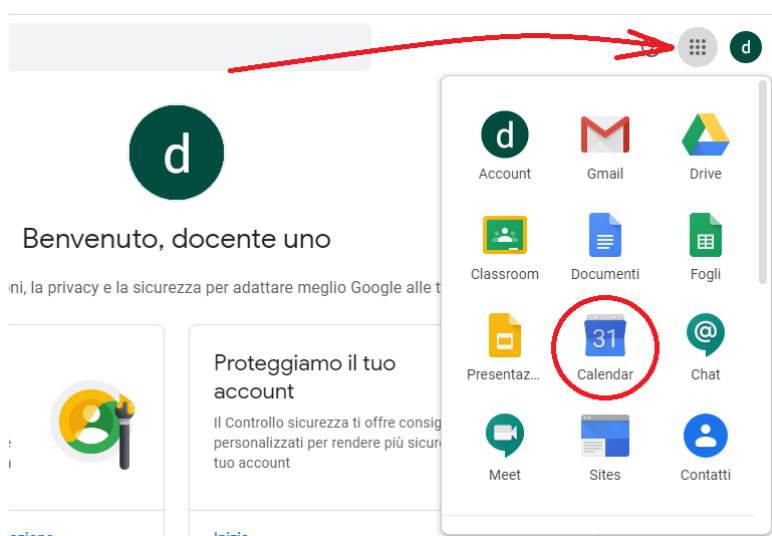 d
d
Benvenuto, docente uno
oni, la privacy e la sicurezza per adattare meglio Google alle t
Proteggiamo il tuo
account
Il Controllo sicurezza ti offre consig
personalizzati per rendere più sicur
tuo account
d
Account
Gmail
Drive
Classroom
Documenti
Fogli
Presentaz...
31
Calendar
@
Chat
Meet
Sites
Contatti